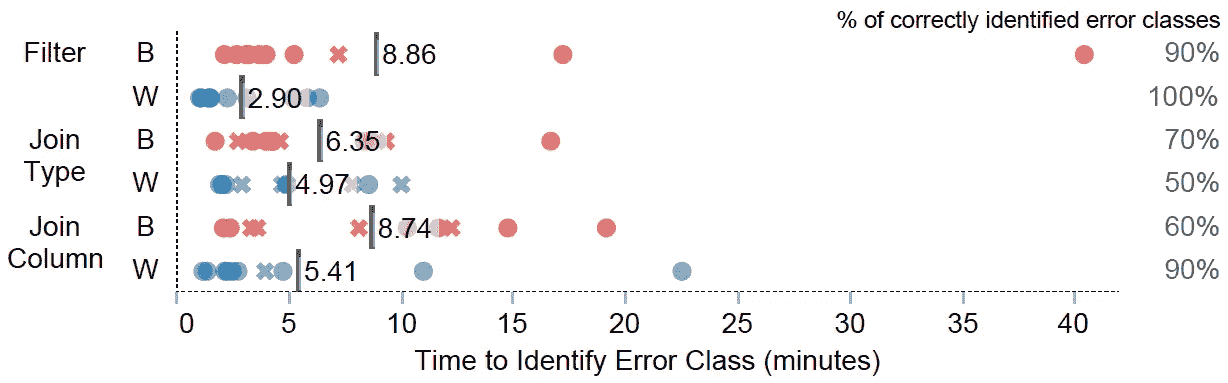 % of correctly identified error classes
Filter B 8.86 90%
W 2.90 100%
Join Type B 6.35 70%
W 4.97 50%
Join Column B 8.74 60%
W 5.41 90%
0 5 10 15 20 25 30 35 40
Time to Identify Error Class (minutes)